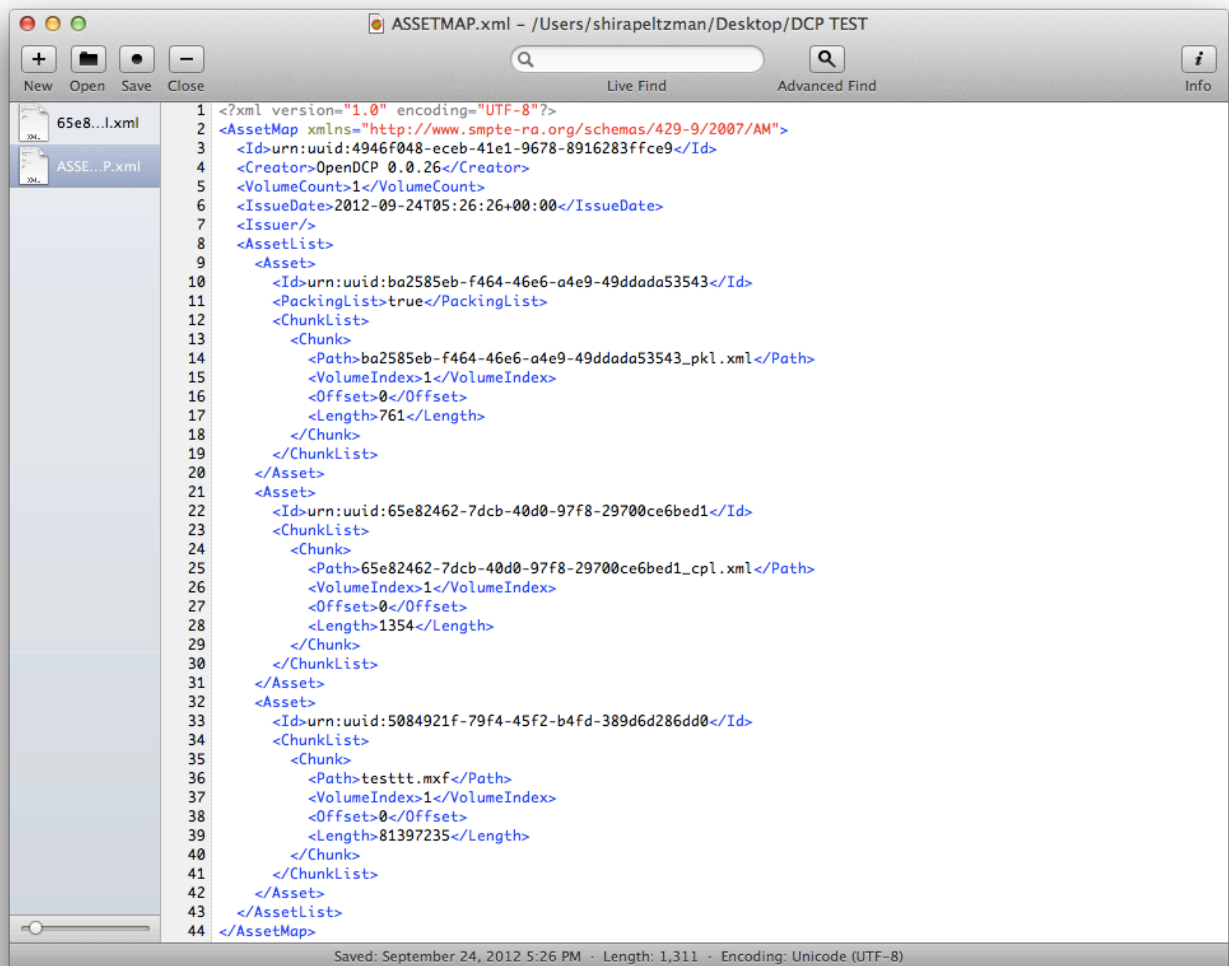 ASSETMAP.xml – /Users/shirapeltzman/Desktop/DCP TEST
New Open Save Close Live Find Advanced Find Info
65e8...l.xml
ASSE...P.xml
1 <?xml version="1.0" encoding="UTF-8"?>
2 <AssetMap xmlns="http://www.smpte-ra.org/schemas/429-9/2007/AM">
3 <Id>urn:uuid:4946f048-eceb-41e1-9678-8916283ffce9</Id>
4 <Creator>OpenDCP 0.0.26</Creator>
5 <VolumeCount>1</VolumeCount>
6 <IssueDate>2012-09-24T05:26:26+00:00</IssueDate>
7 <Issuer/>
8 <AssetList>
9 <Asset>
10 <Id>urn:uuid:ba2585eb-f464-46e6-a4e9-49ddada53543</Id>
11 <PackingList>true</PackingList>
12 <ChunkList>
13 <Chunk>
14 <Path>ba2585eb-f464-46e6-a4e9-49ddada53543_pkl.xml</Path>
15 <VolumeIndex>1</VolumeIndex>
16 <Offset>0</Offset>
17 <Length>761</Length>
18 </Chunk>
19 </ChunkList>
20 </Asset>
21 <Asset>
22 <Id>urn:uuid:65e82462-7dcb-40d0-97f8-29700ce6bed1</Id>
23 <ChunkList>
24 <Chunk>
25 <Path>65e82462-7dcb-40d0-97f8-29700ce6bed1_cpl.xml</Path>
26 <VolumeIndex>1</VolumeIndex>
27 <Offset>0</Offset>
28 <Length>1354</Length>
29 </Chunk>
30 </ChunkList>
31 </Asset>
32 <Asset>
33 <Id>urn:uuid:5084921f-79f4-45f2-b4fd-389d6d286dd0</Id>
34 <ChunkList>
35 <Chunk>
36 <Path>testtt.mxf</Path>
37 <VolumeIndex>1</VolumeIndex>
38 <Offset>0</Offset>
39 <Length>81397235</Length>
40 </Chunk>
41 </ChunkList>
42 </Asset>
43 </AssetList>
44 </AssetMap>
Saved: September 24, 2012 5:26 PM · Length: 1,311 · Encoding: Unicode (UTF-8)